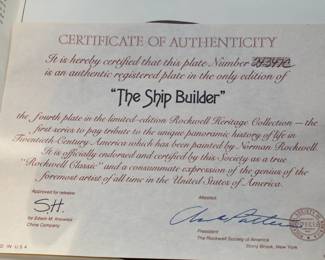 CERTIFICATE OF AUTHENTICITY
It is hereby certified that this plate Number
is an authentic registered plate in the only edition of
"The Ship Builder"
the fourth plate in the limited-edition Rockwell Heritage Collection — the
first series to pay tribute to the unique panoramic history of life in
Twentieth Century America which has been painted by Norman Rockwell.
It is officially endorsed and certified by this Society as a true
"Rockwell Classic" and a consummate expression of the genius of the
foremost artist of all time in the United States of America.
Approved for release
Attested
S.H.
for Edwin M. Knowles
China Company
President
The Rockwell Society of America
Stony Brook, New York
D IN U S A